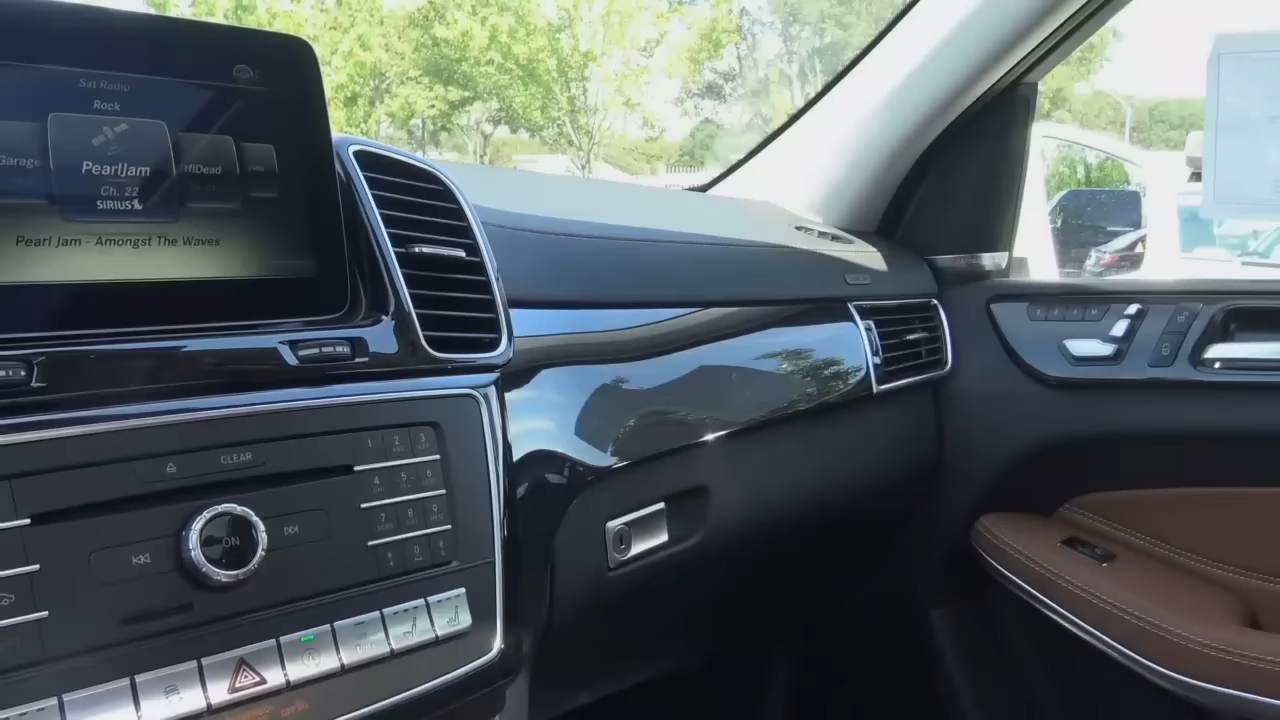 Sat Radio
Rock
Garage
PearlJam
Ch. 22
SIRIUS
Pearl Jam - Amongst The Waves
CLEAR
1 2 3
4 5 6
7 8 9
0
ON